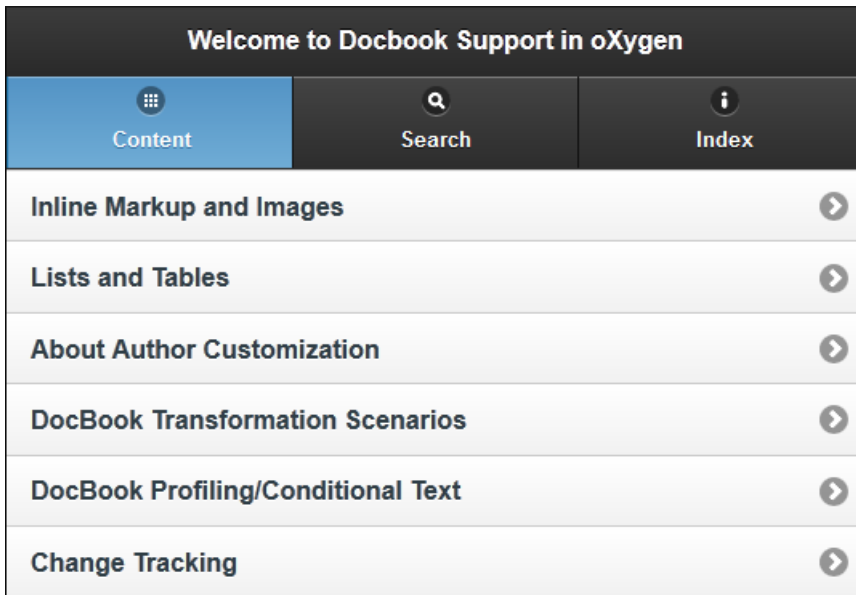 Welcome to Docbook Support in oXygen
Content
Search
Index
Inline Markup and Images
Lists and Tables
About Author Customization
DocBook Transformation Scenarios
DocBook Profiling/Conditional Text
Change Tracking